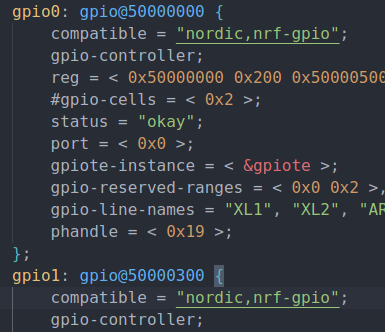 gpio0: gpio@50000000 {
compatible = "nordic,nrf-gpio";
gpio-controller;
reg = < 0x50000000 0x200 0x50000500
#gpio-cells = < 0x2 >;
status = "okay";
port = < 0x0 >;
gpiote-instance = < &gpiote >;
gpio-reserved-ranges = < 0x0 0x2 >,
gpio-line-names = "XL1", "XL2", "AR
phandle = < 0x19 >;
};
gpio1: gpio@50000300 {
compatible = "nordic,nrf-gpio";
gpio-controller;